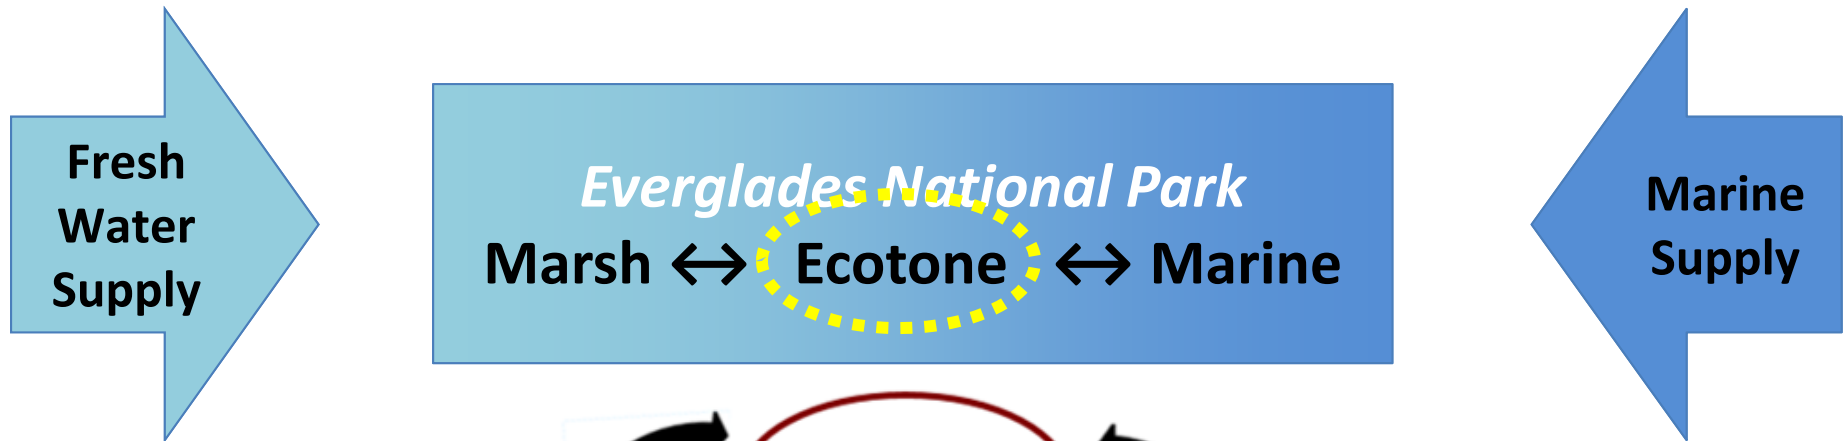 Fresh
Water
Supply
Everglades National Park
Marsh ↔ Ecotone ↔ Marine
Marine
Supply